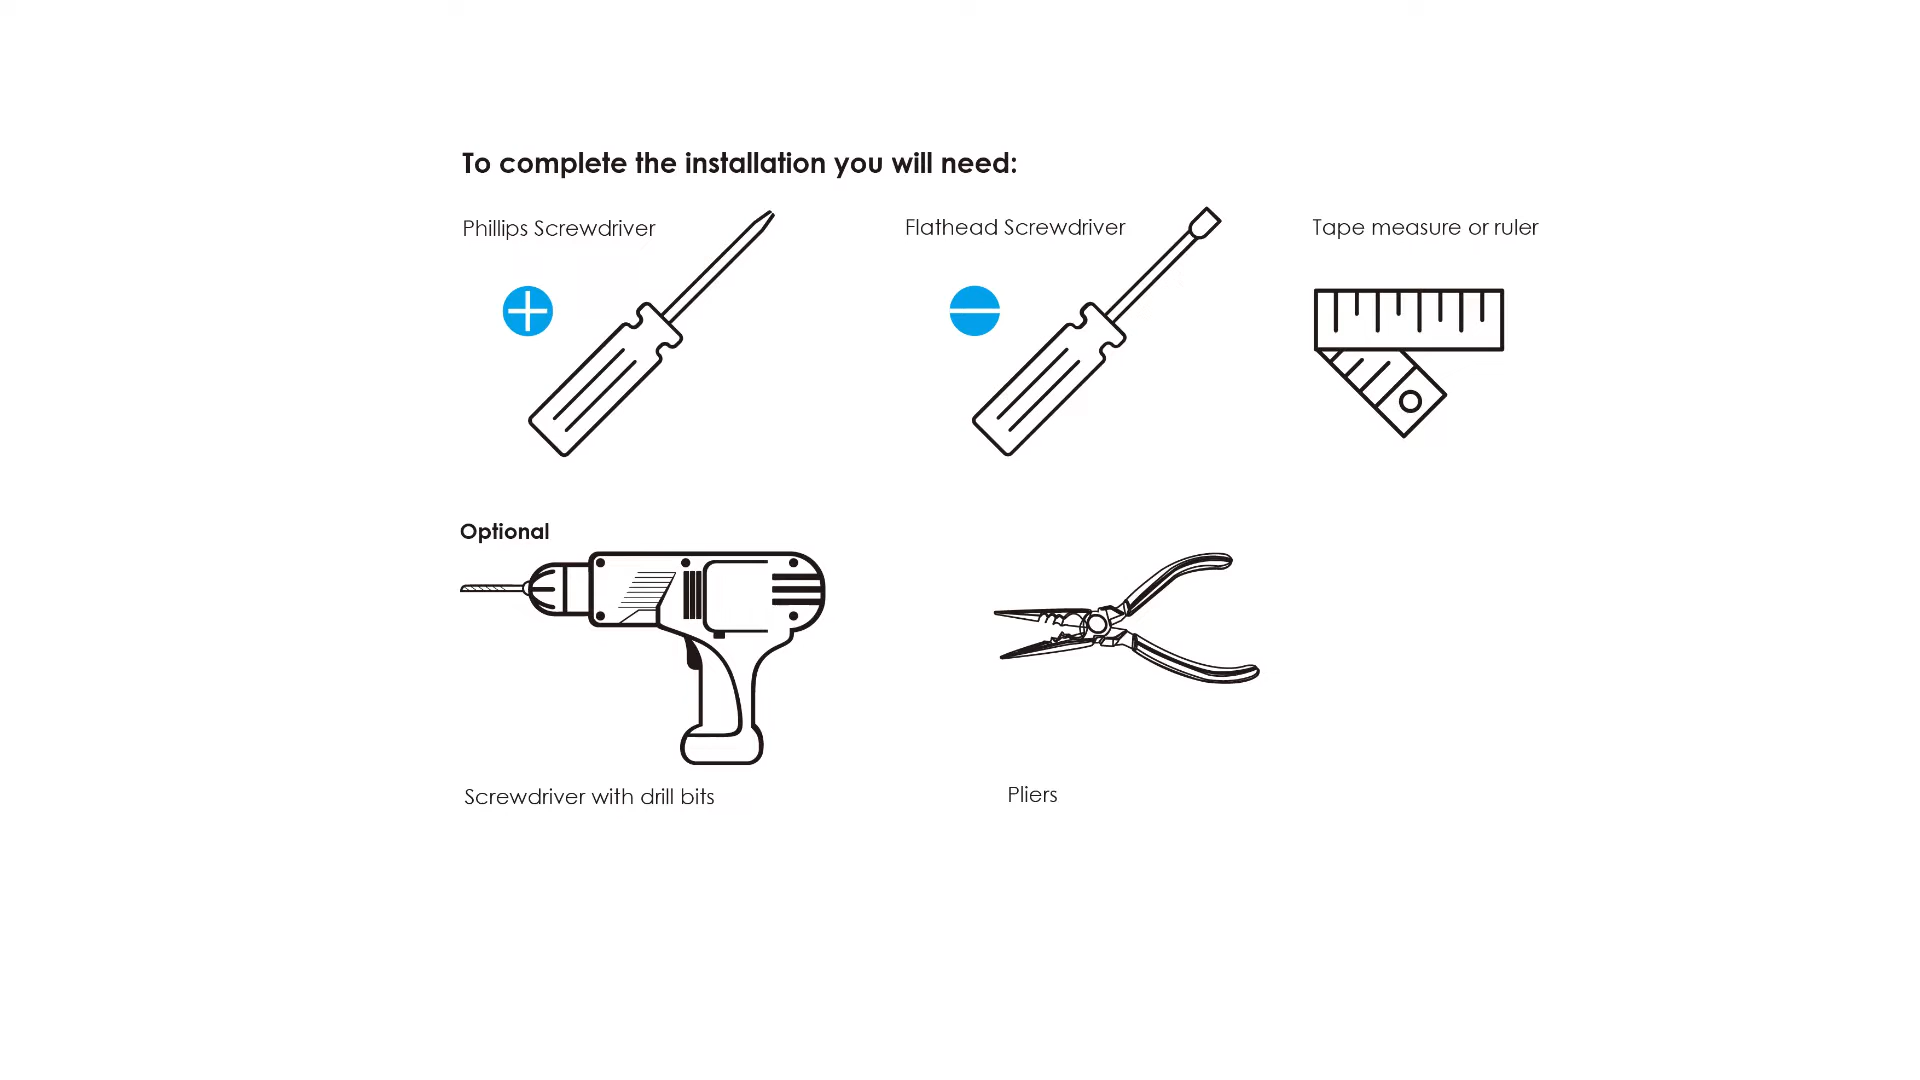 To complete the installation you will need:
Phillips Screwdriver
Flathead Screwdriver
Tape measure or ruler
Optional
Screwdriver with drill bits
Pliers